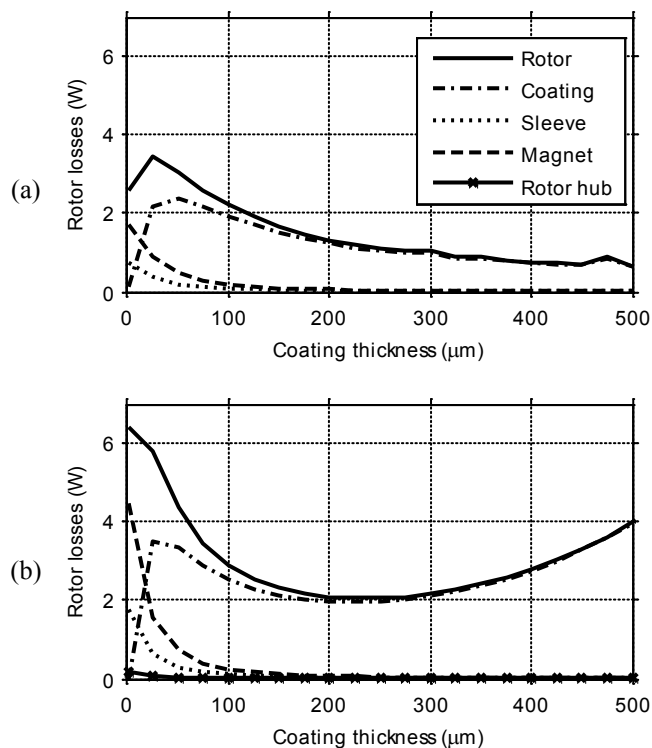 (a)
Rotor losses (W)
6
4
2
0
Rotor
Coating
Sleeve
Magnet
Rotor hub
0 100 200 300 400 500
Coating thickness (μm)
(b)
Rotor losses (W)
6
4
2
0
0 100 200 300 400 500
Coating thickness (μm)